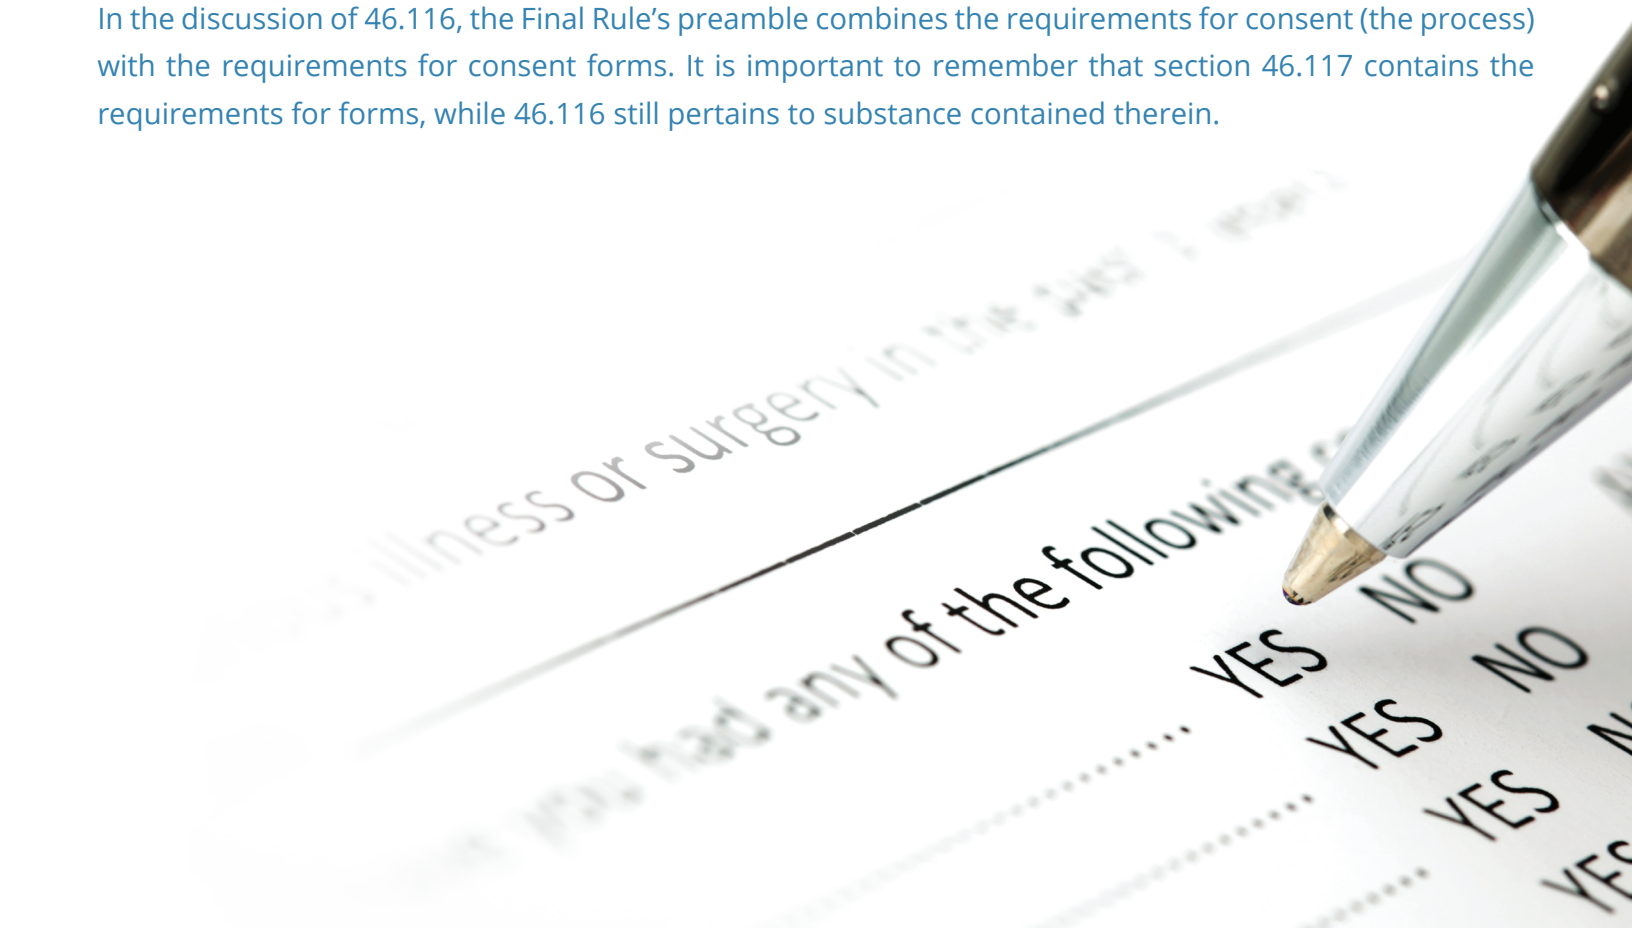 In the discussion of 46.116, the Final Rule’s preamble combines the requirements for consent (the process)
with the requirements for consent forms. It is important to remember that section 46.117 contains the
requirements for forms, while 46.116 still pertains to substance contained therein.
illness or surgery in the past
you had any of the following
YES NO
YES NO
YES
YES